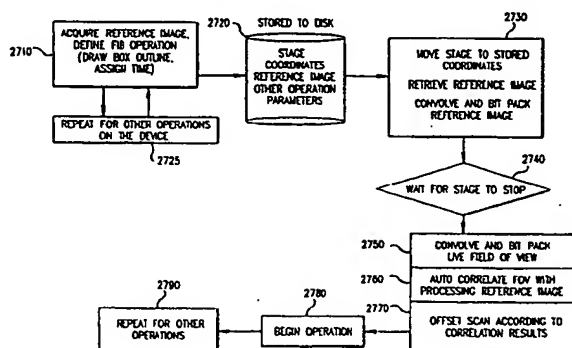 2710
ACQUIRE REFERENCE IMAGE,
DEFINE FIB OPERATION
(DRAW BOX OUTLINE,
ASSIGN TIME)
REPEAT FOR OTHER OPERATIONS
ON THE DEVICE
2725
STORED TO DISK
2720
STAGE
COORDINATES
REFERENCE IMAGE
OTHER OPERATION
PARAMETERS
2730
MOVE STAGE TO STORED
COORDINATES
RETRIEVE REFERENCE IMAGE
CONVOLVE AND BIT PACK
REFERENCE IMAGE
2740
WAIT FOR STAGE TO STOP
2750
CONVOLVE AND BIT PACK
LIVE FIELD OF VIEW
2760
AUTO CORRELATE FOV WITH
PROCESSING REFERENCE IMAGE
2770
OFFSET SCAN ACCORDING TO
CORRELATION RESULTS
2780
BEGIN OPERATION
2790
REPEAT FOR OTHER
OPERATIONS